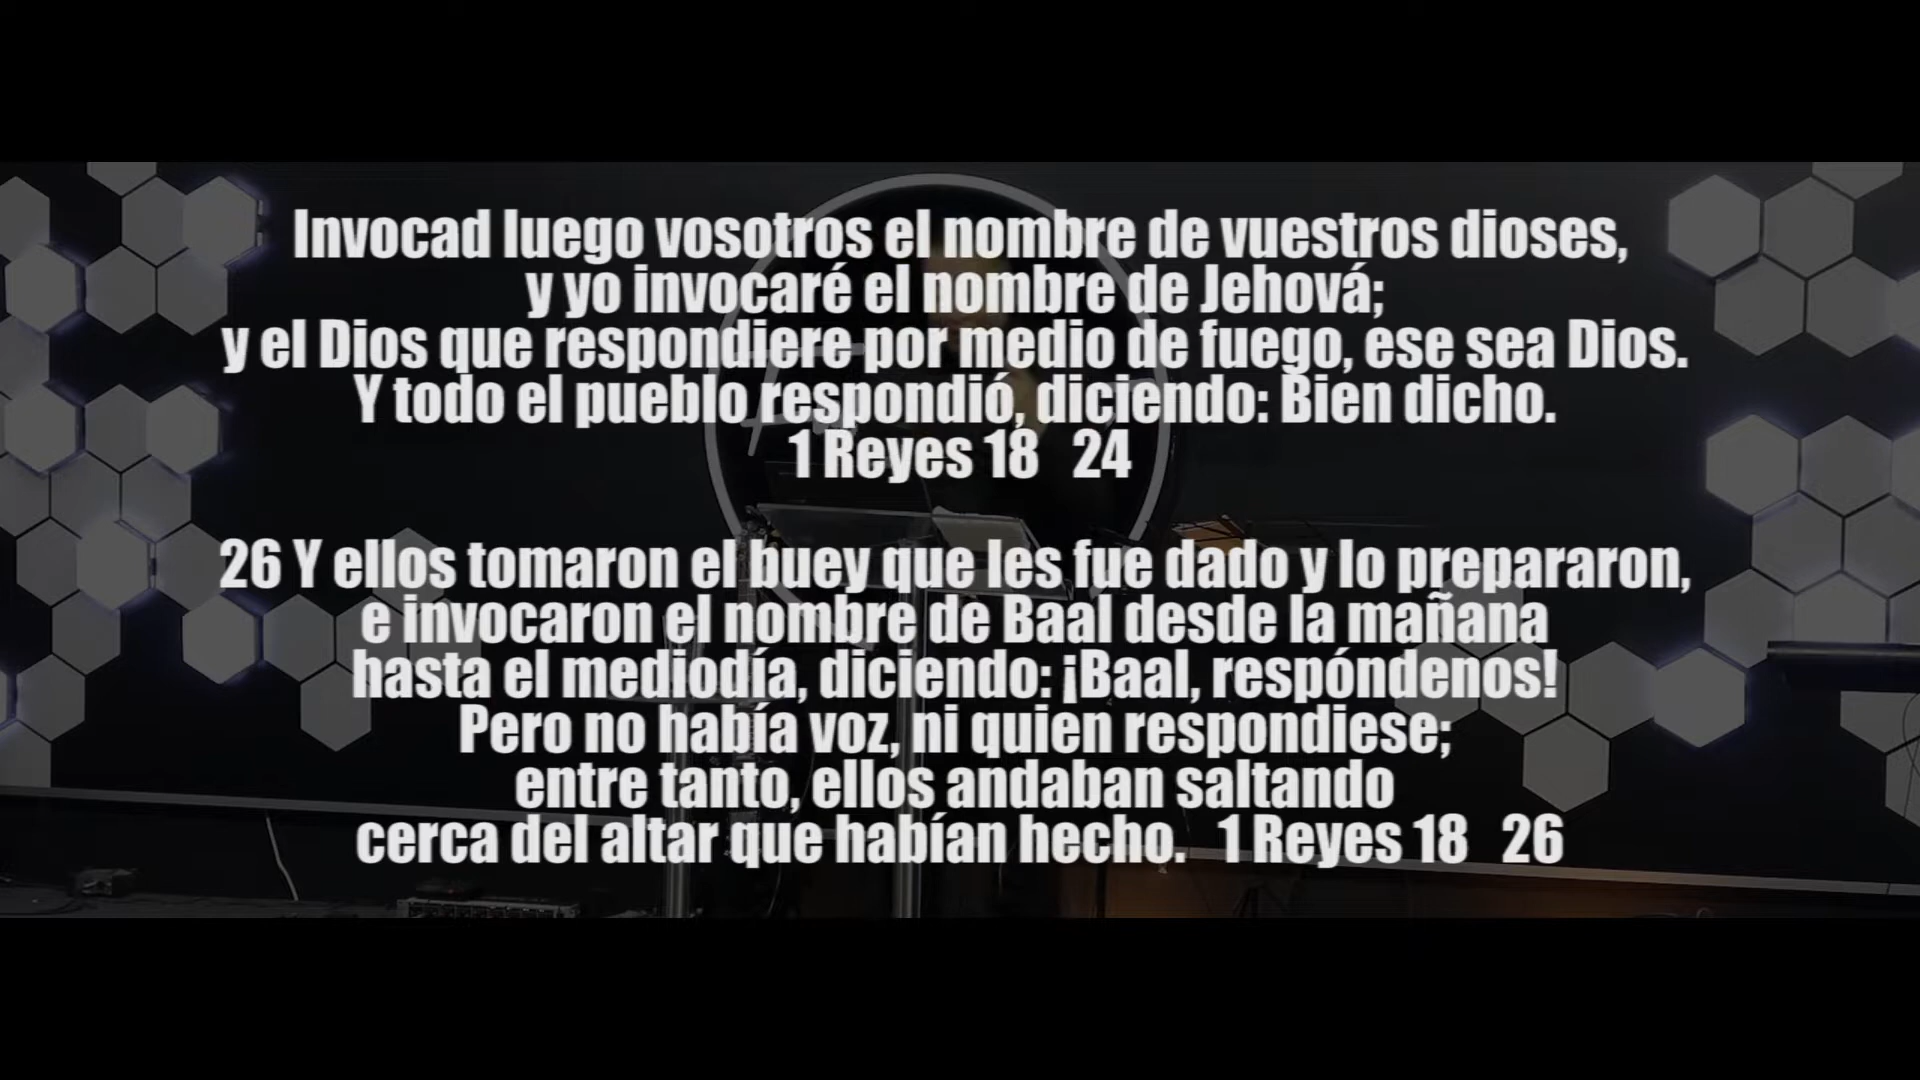 Invocad luego vosotros el nombre de vuestros dioses,
y yo invocaré el nombre de Jehová;
y el Dios que respondiere por medio de fuego, ese sea Dios.
Y todo el pueblo respondió, diciendo: Bien dicho.
1 Reyes 18 24
26 Y ellos tomaron el buey que les fue dado y lo prepararon,
e invocaron el nombre de Baal desde la mañana
hasta el mediodía, diciendo: ¡Baal, respóndenos!
Pero no había voz, ni quien respondiese;
entre tanto, ellos andaban saltando
cerca del altar que habían hecho. 1 Reyes 18 26